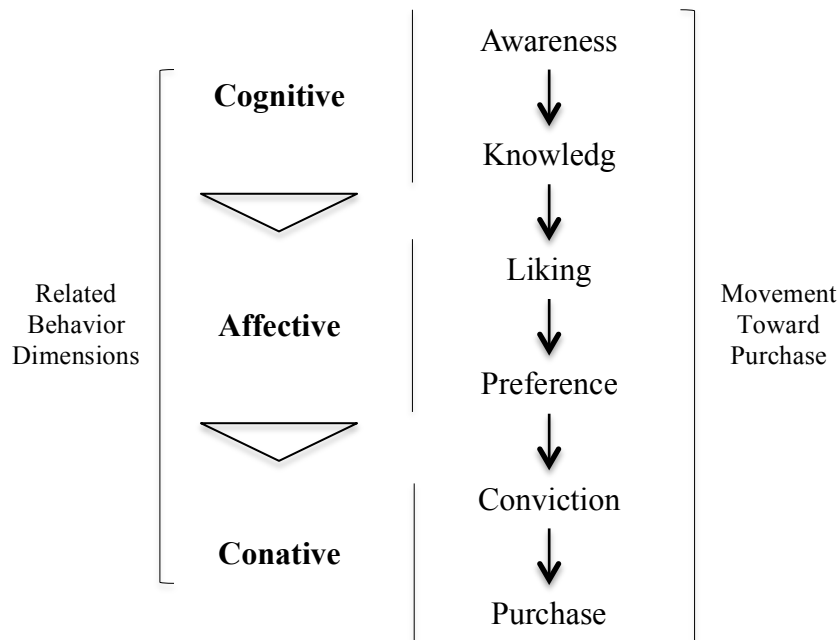 Awareness
Cognitive
Knowledg
Related
Behavior
Dimensions
Liking
Affective
Preference
Movement
Toward
Purchase
Conviction
Conative
Purchase